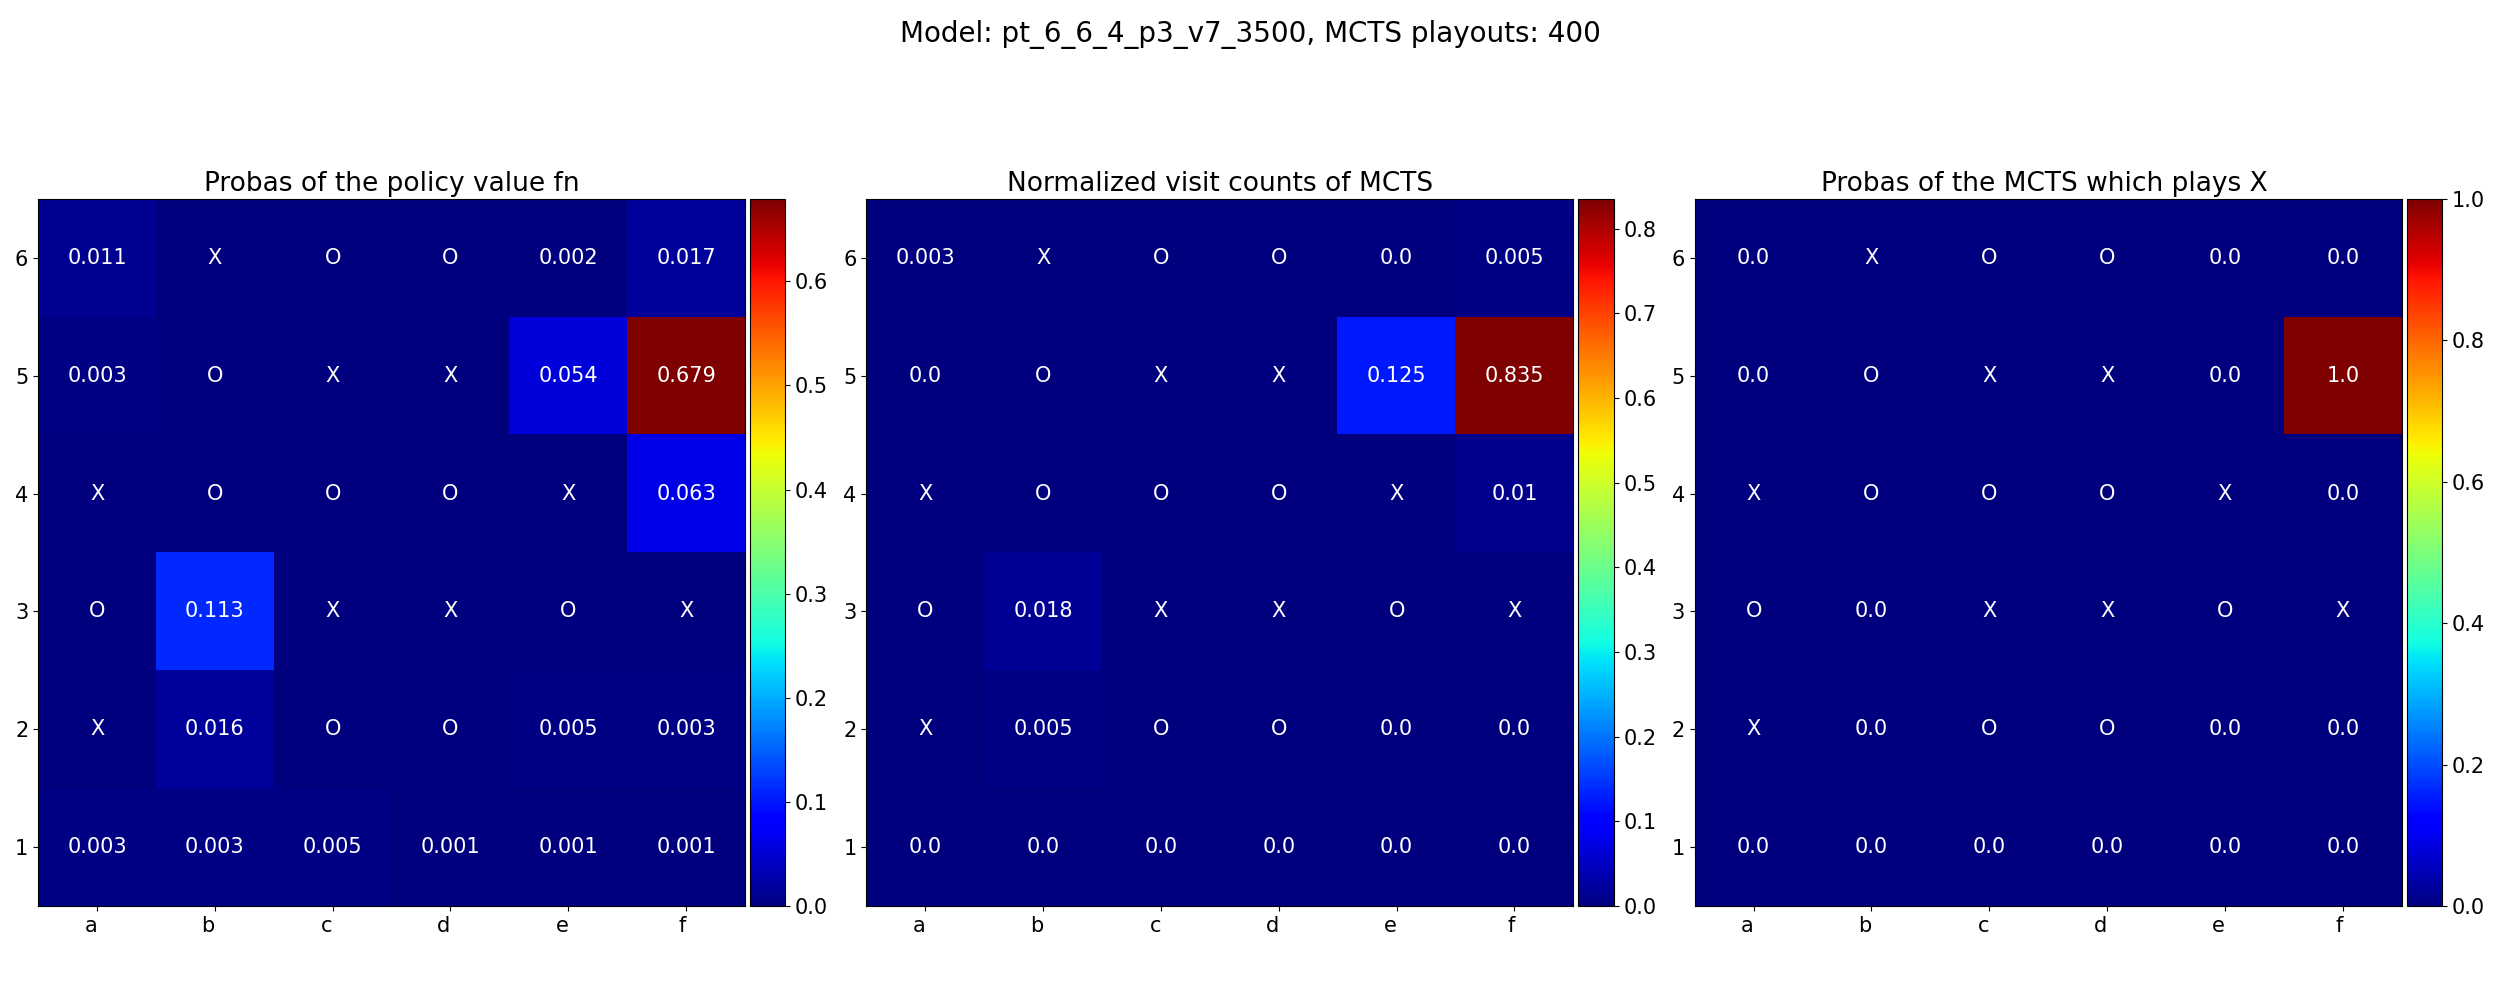 Model: pt_6_6_4_p3_v7_3500, MCTS playouts: 400
Probas of the policy value fn
6 0.011 X O O 0.002 0.017
5 0.003 O X X 0.054 0.679
4 X O O O X 0.063
3 O 0.113 X X O X
2 X 0.016 O O 0.005 0.003
1 0.003 0.003 0.005 0.001 0.001 0.001
a b c d e f
0.6
0.5
0.4
0.3
0.2
0.1
0.0
Normalized visit counts of MCTS
6 0.003 X O O 0.0 0.005
5 0.0 O X X 0.125 0.835
4 X O O O X 0.01
3 O 0.018 X X O X
2 X 0.005 O O 0.0 0.0
1 0.0 0.0 0.0 0.0 0.0 0.0
a b c d e f
0.8
0.7
0.6
0.5
0.4
0.3
0.2
0.1
0.0
Probas of the MCTS which plays X
6 0.0 X O O 0.0 0.0
5 0.0 O X X 0.0 1.0
4 X O O O X 0.0
3 O 0.0 X X O X
2 X 0.0 O O 0.0 0.0
1 0.0 0.0 0.0 0.0 0.0 0.0
a b c d e f
1.0
0.8
0.6
0.4
0.2
0.0